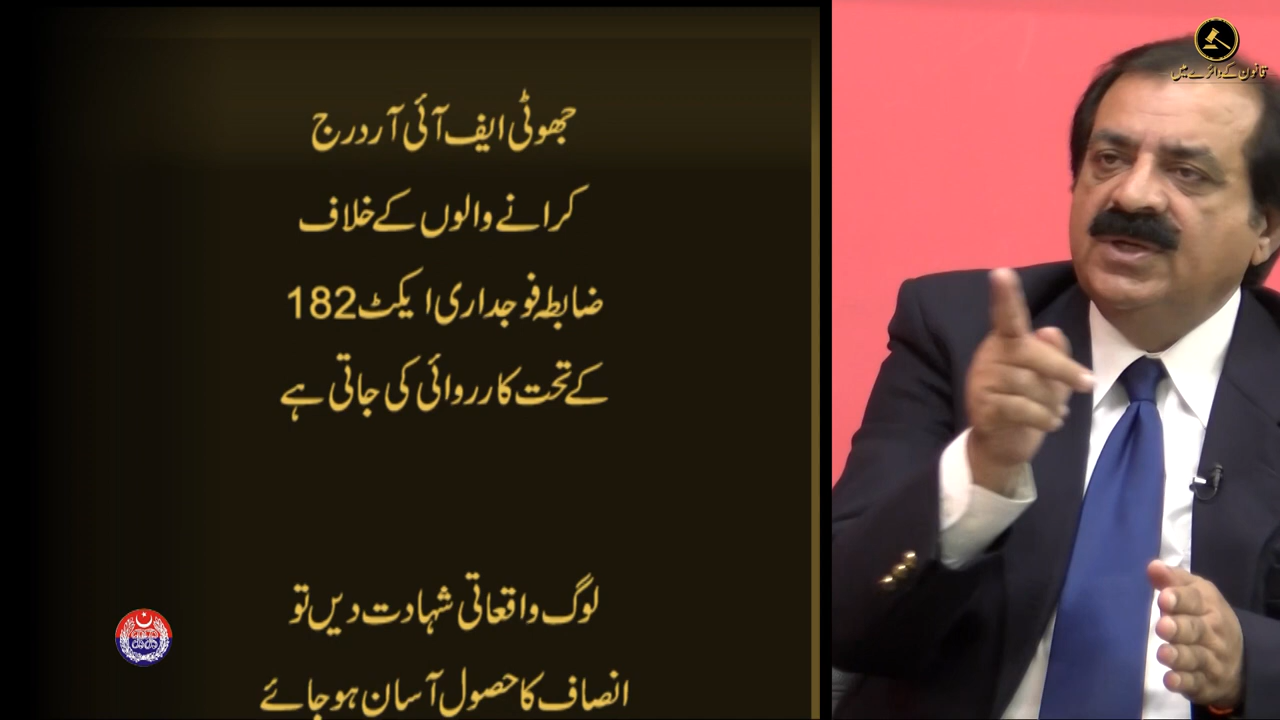 جھوٹی ایف آئی آر درج
کرانے والوں کے خلاف
ضابطہ فوجداری ایکٹ 182
کے تحت کارروائی کی جاتی ہے
لوگ واقعاتی شہادت دیں تو
انصاف کا حصول آسان ہو جائے
قانون کے دائرے میں